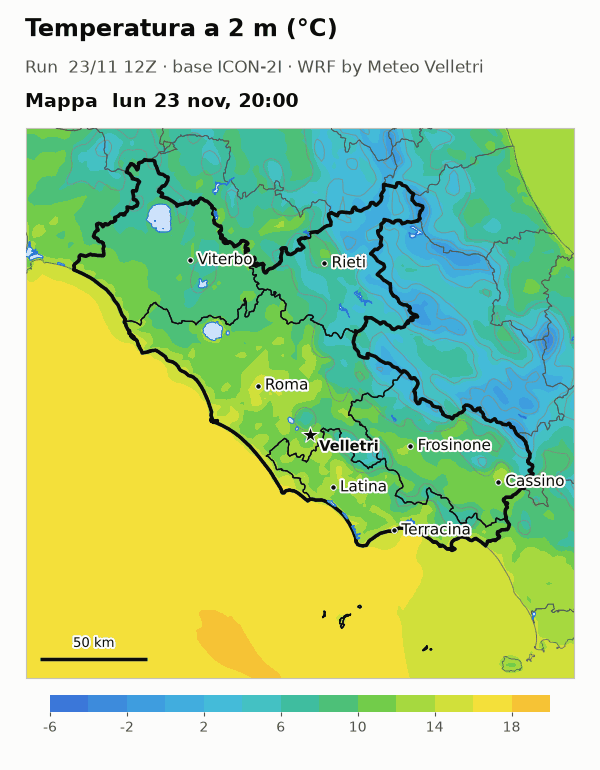 Temperatura a 2 m (°C)
Run  23/11 12Z · base ICON-2I · WRF by Meteo Velletri
Mappa  lun 23 nov, 20:00
Viterbo
Rieti
Roma
Velletri
Frosinone
Latina
Cassino
Terracina
50 km
-6 -2 2 6 10 14 18